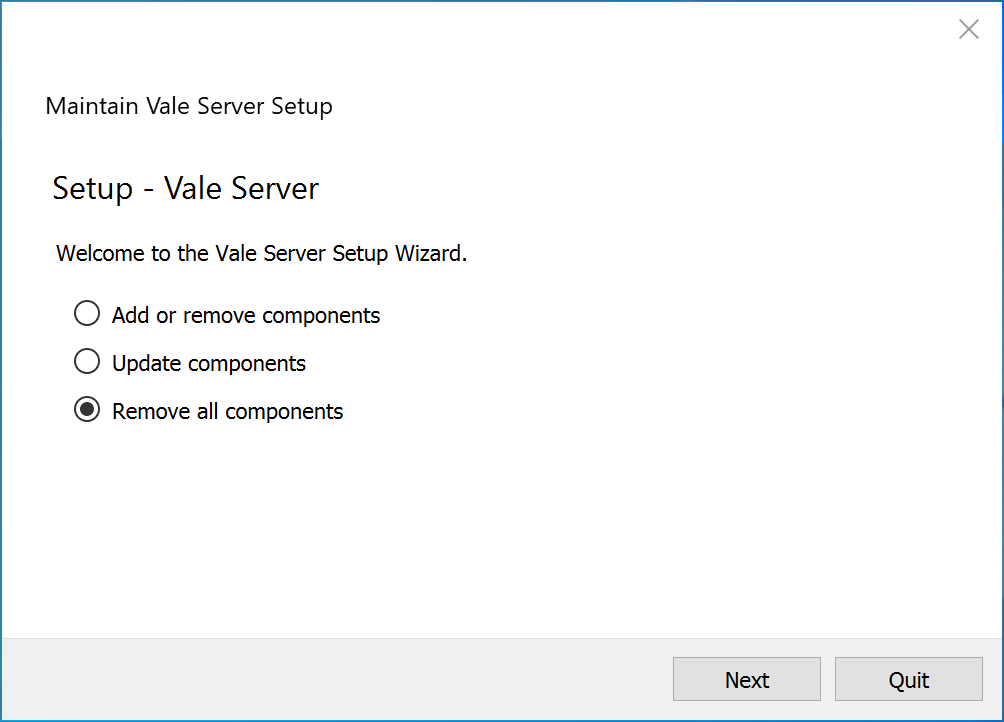 Maintain Vale Server Setup
Setup - Vale Server
Welcome to the Vale Server Setup Wizard.
Add or remove components
Update components
Remove all components
Next
Quit